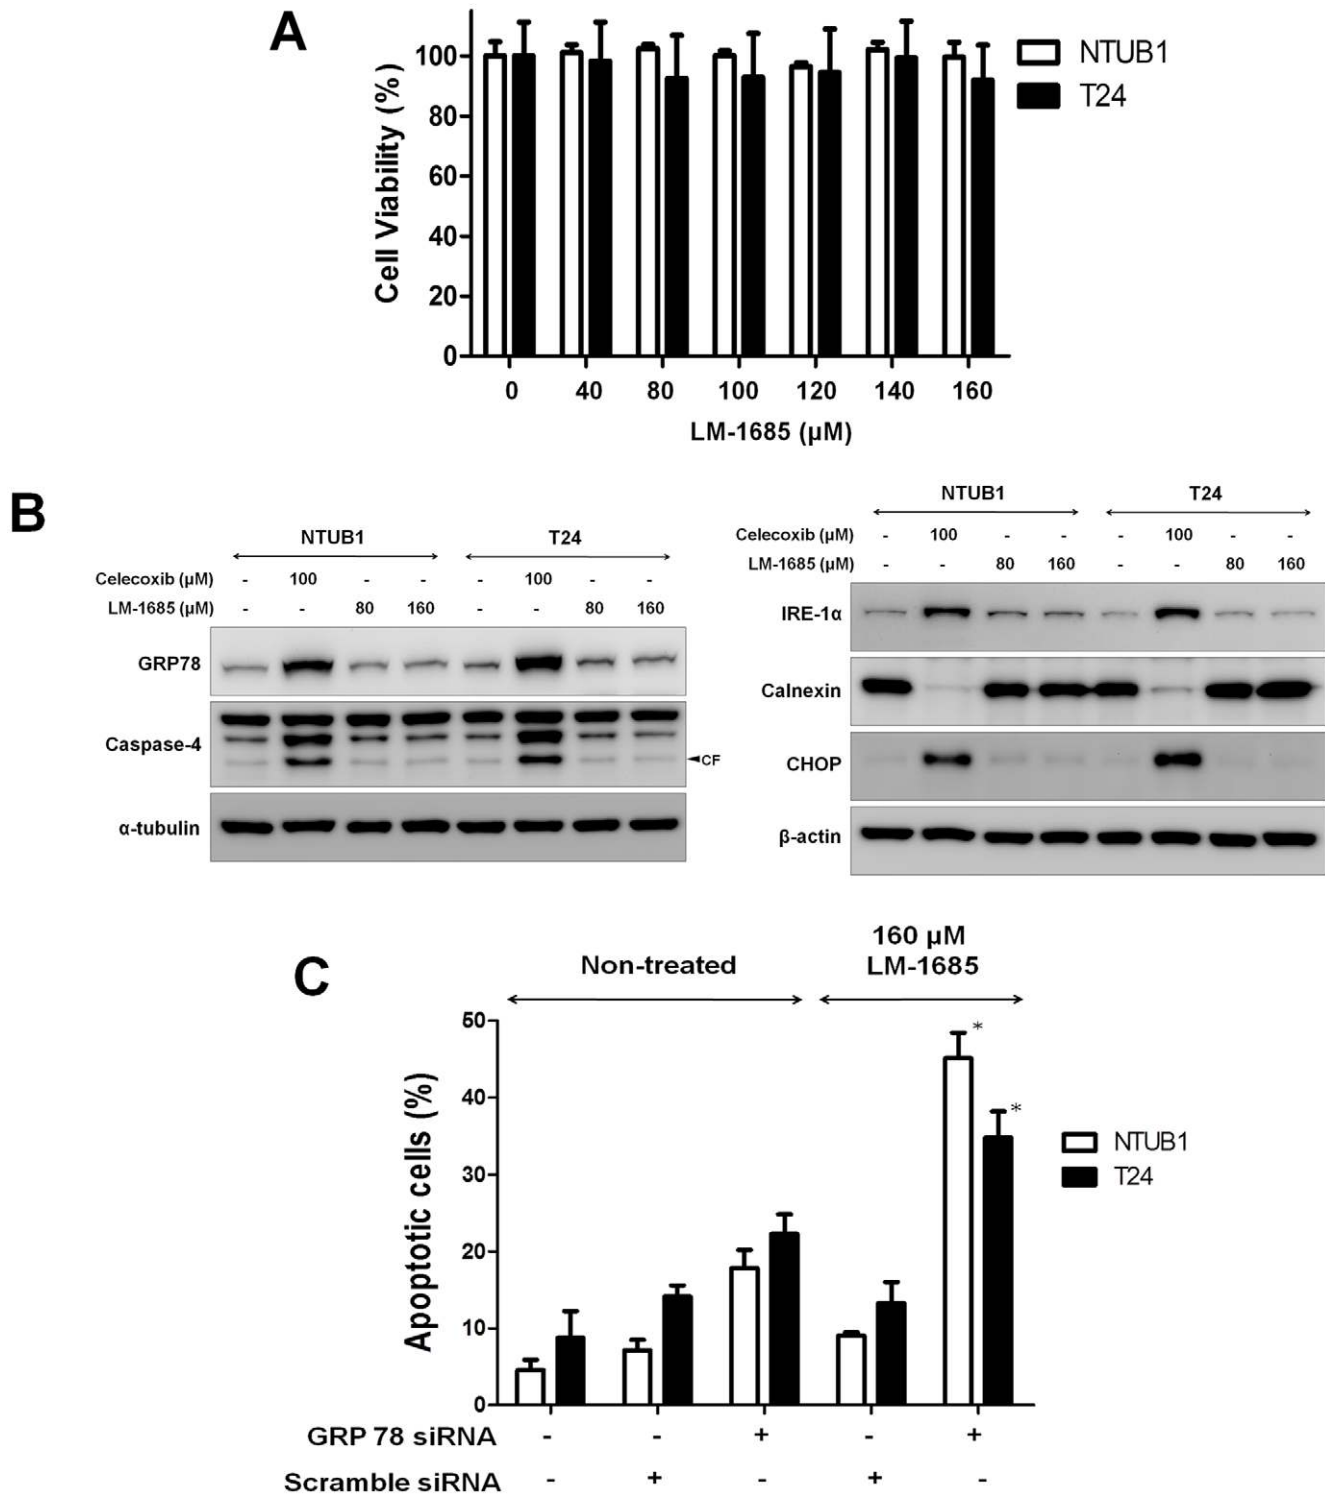 A
Cell Viability (%)
100
80
60
40
20
0
0 40 80 100 120 140 160
LM-1685 (µM)
NTUB1
T24
B
NTUB1 T24
Celecoxib (µM) - 100 - - - 100 - -
LM-1685 (µM) - - 80 160 - - 80 160
GRP78
Caspase-4
CF
α-tubulin
NTUB1 T24
Celecoxib (µM) - 100 - - - 100 - -
LM-1685 (µM) - - 80 160 - - 80 160
IRE-1α
Calnexin
CHOP
β-actin
C
Non-treated
160 µM
LM-1685
Apoptotic cells (%)
50
40
30
20
10
0
* *
NTUB1
T24
GRP 78 siRNA - - + - +
Scramble siRNA - + - + -